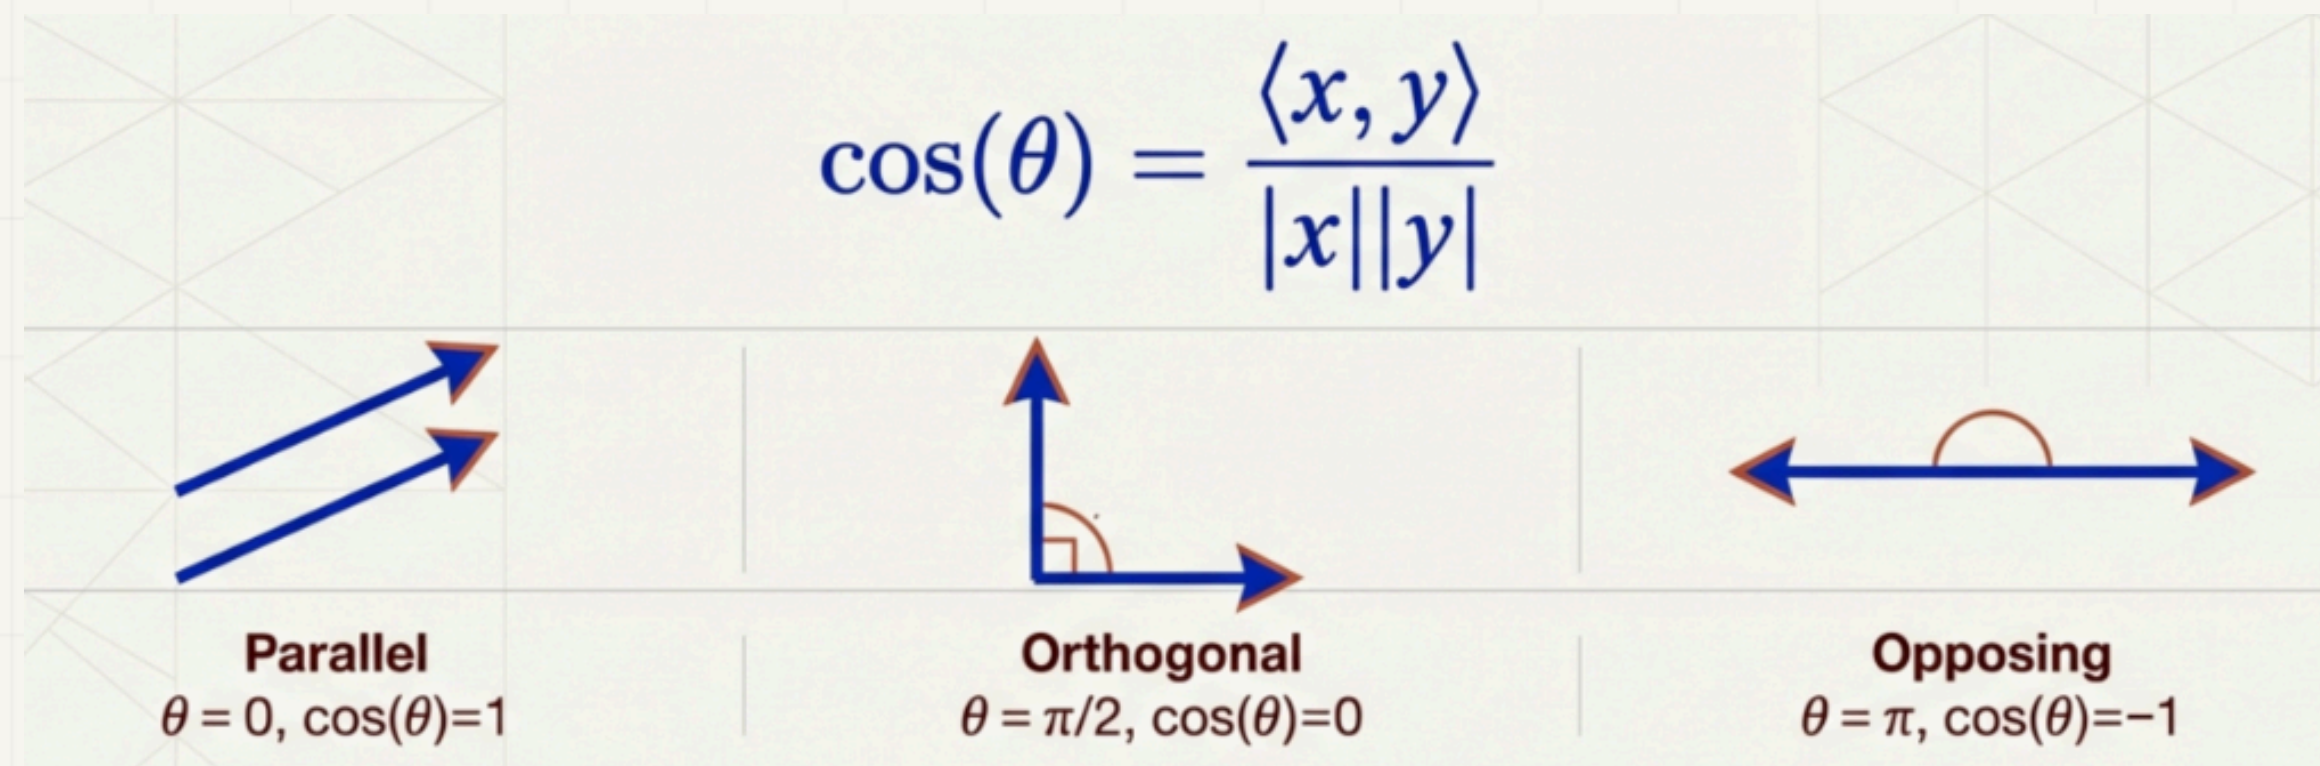 cos(θ) = ⟨x, y⟩ / |x||y|
Parallel
θ = 0, cos(θ)=1
Orthogonal
θ = π/2, cos(θ)=0
Opposing
θ = π, cos(θ)=−1